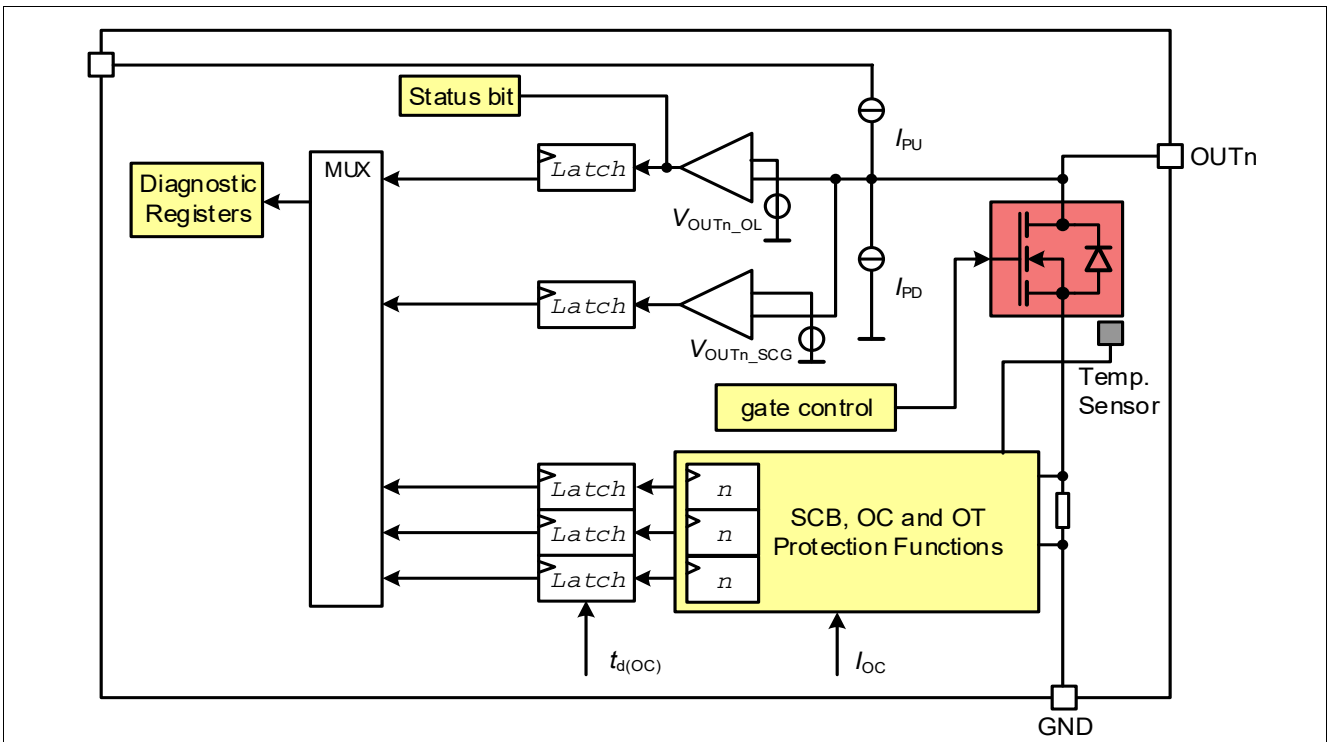 Status bit
I_PU
OUTn
MUX
Latch
Diagnostic
Registers
V_OUTn_OL
I_PD
Latch
V_OUTn_SCG
Temp.
Sensor
gate control
Latch
n
Latch
n
SCB, OC and OT
Protection Functions
Latch
n
t_d(OC)
I_OC
GND